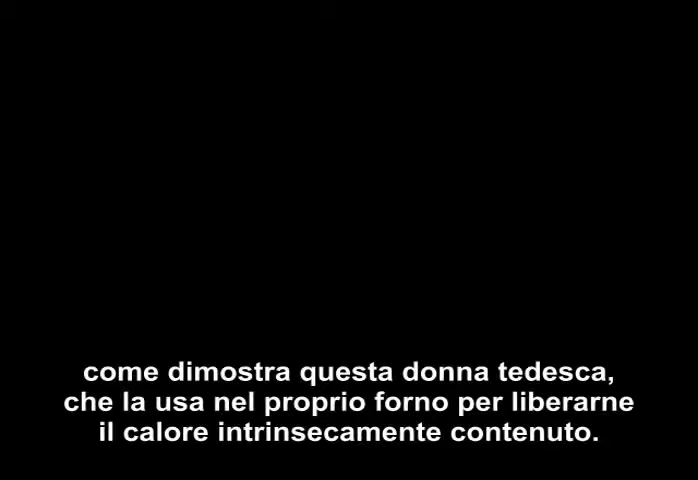 come dimostra questa donna tedesca,
che la usa nel proprio forno per liberarne
il calore intrinsecamente contenuto.